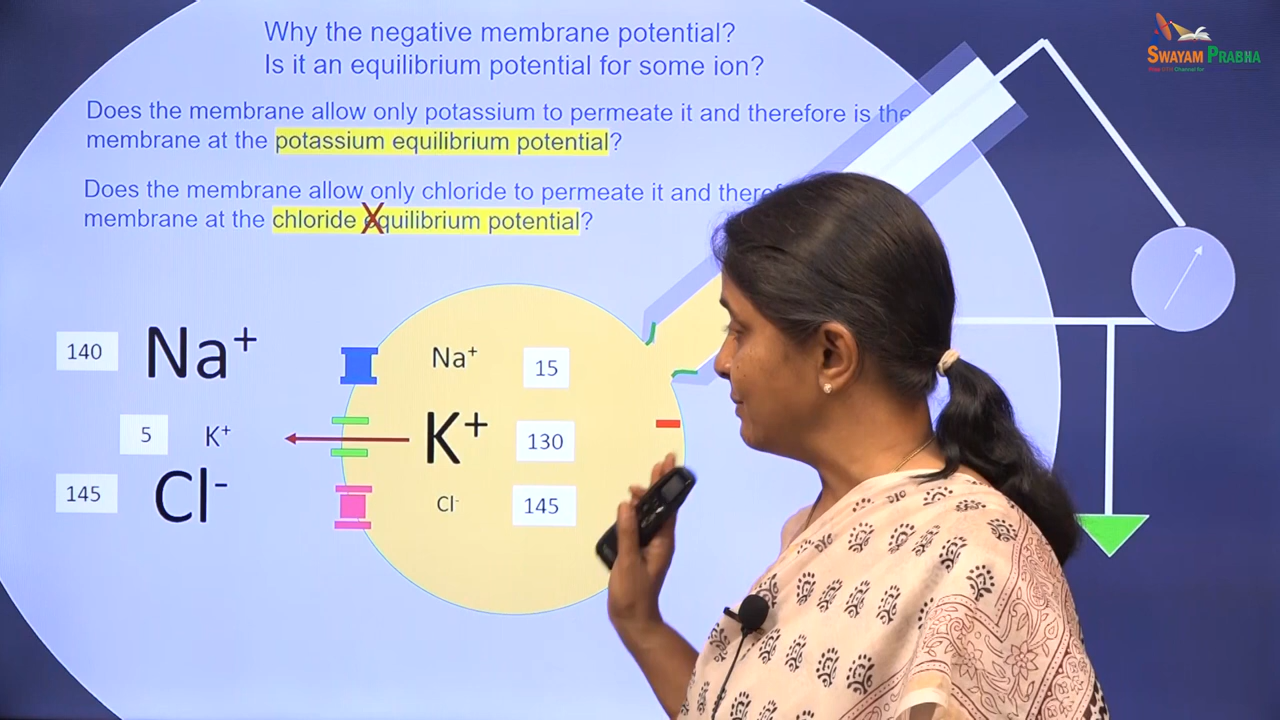 Why the negative membrane potential?
Is it an equilibrium potential for some ion?
SWAYAM PRABHA
Does the membrane allow only potassium to permeate it and therefore is the
membrane at the potassium equilibrium potential?
Does the membrane allow only chloride to permeate it and
membrane at the chloride equilibrium potential?
140 Na+ Na+ 15
5 K+ K+ 130
145 Cl- Cl- 145